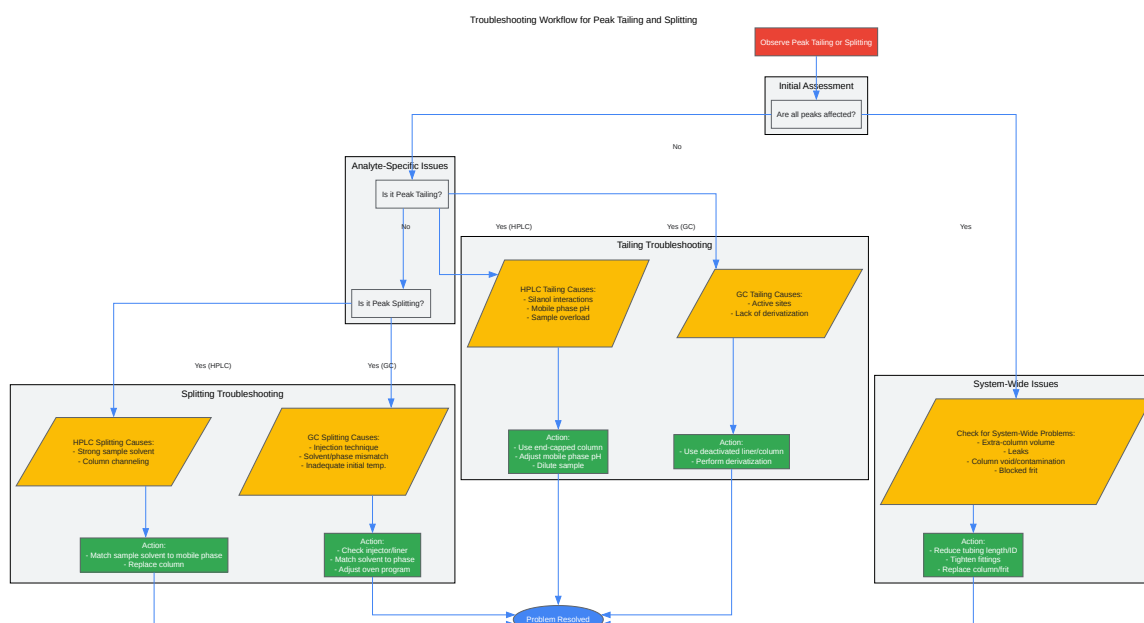 Troubleshooting Workflow for Peak Tailing and Splitting
Observe Peak Tailing or Splitting
Initial Assessment
Are all peaks affected?
No
Analyte-Specific Issues
Is it Peak Tailing?
No
Yes (HPLC)
Yes (GC)
Yes
Tailing Troubleshooting
HPLC Tailing Causes:
- Silanol interactions
- Mobile phase pH
- Sample overload
GC Tailing Causes:
- Active sites
- Lack of derivatization
Is it Peak Splitting?
Yes (HPLC)
Yes (GC)
Splitting Troubleshooting
HPLC Splitting Causes:
- Strong sample solvent
- Column channeling
GC Splitting Causes:
- Injection technique
- Solvent/phase mismatch
- Inadequate initial temp.
Action:
- Use end-capped column
- Adjust mobile phase pH
- Dilute sample
Action:
- Use deactivated liner/column
- Perform derivatization
System-Wide Issues
Check for System-Wide Problems:
- Extra-column volume
- Leaks
- Column void/contamination
- Blocked frit
Action:
- Match sample solvent to mobile phase
- Replace column
Action:
- Check injector/liner
- Match solvent to phase
- Adjust oven program
Action:
- Reduce tubing length/ID
- Tighten fittings
- Replace column/frit
Problem Resolved